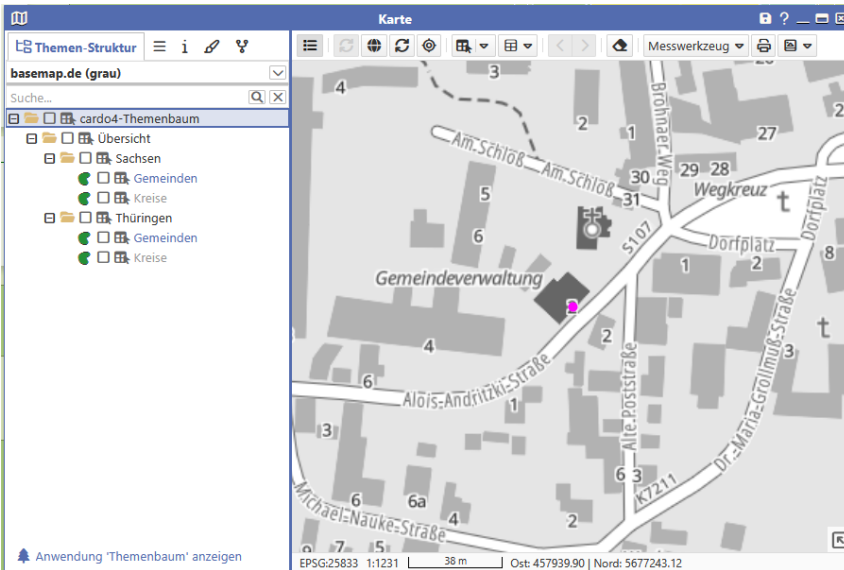 Karte
Themen-Struktur
basemap.de (grau)
Suche...
cardo4-Themenbaum
Übersicht
Sachsen
Gemeinden
Kreise
Thüringen
Gemeinden
Kreise
Anwendung 'Themenbaum' anzeigen
Messwerkzeug
3
4
2
1
27
2
Brohnaer Weg
Am Schloß
Am Schloß
30
29
28
31
Wegkreuz
5
6
S107
Dorfplatz
Dorfplatz
8
Gemeindeverwaltung
1
2
2
4
3
6
Alois-Andritzki-Straße
1
Alte Poststraße
Dr.-Maria-Grollmuß-Straße
3
6
3
K7211
6
6a
4
2
Michael-Nauke-Straße
7
5
EPSG:25833 1:1231 38 m Ost: 457939.90 | Nord: 5677243.12